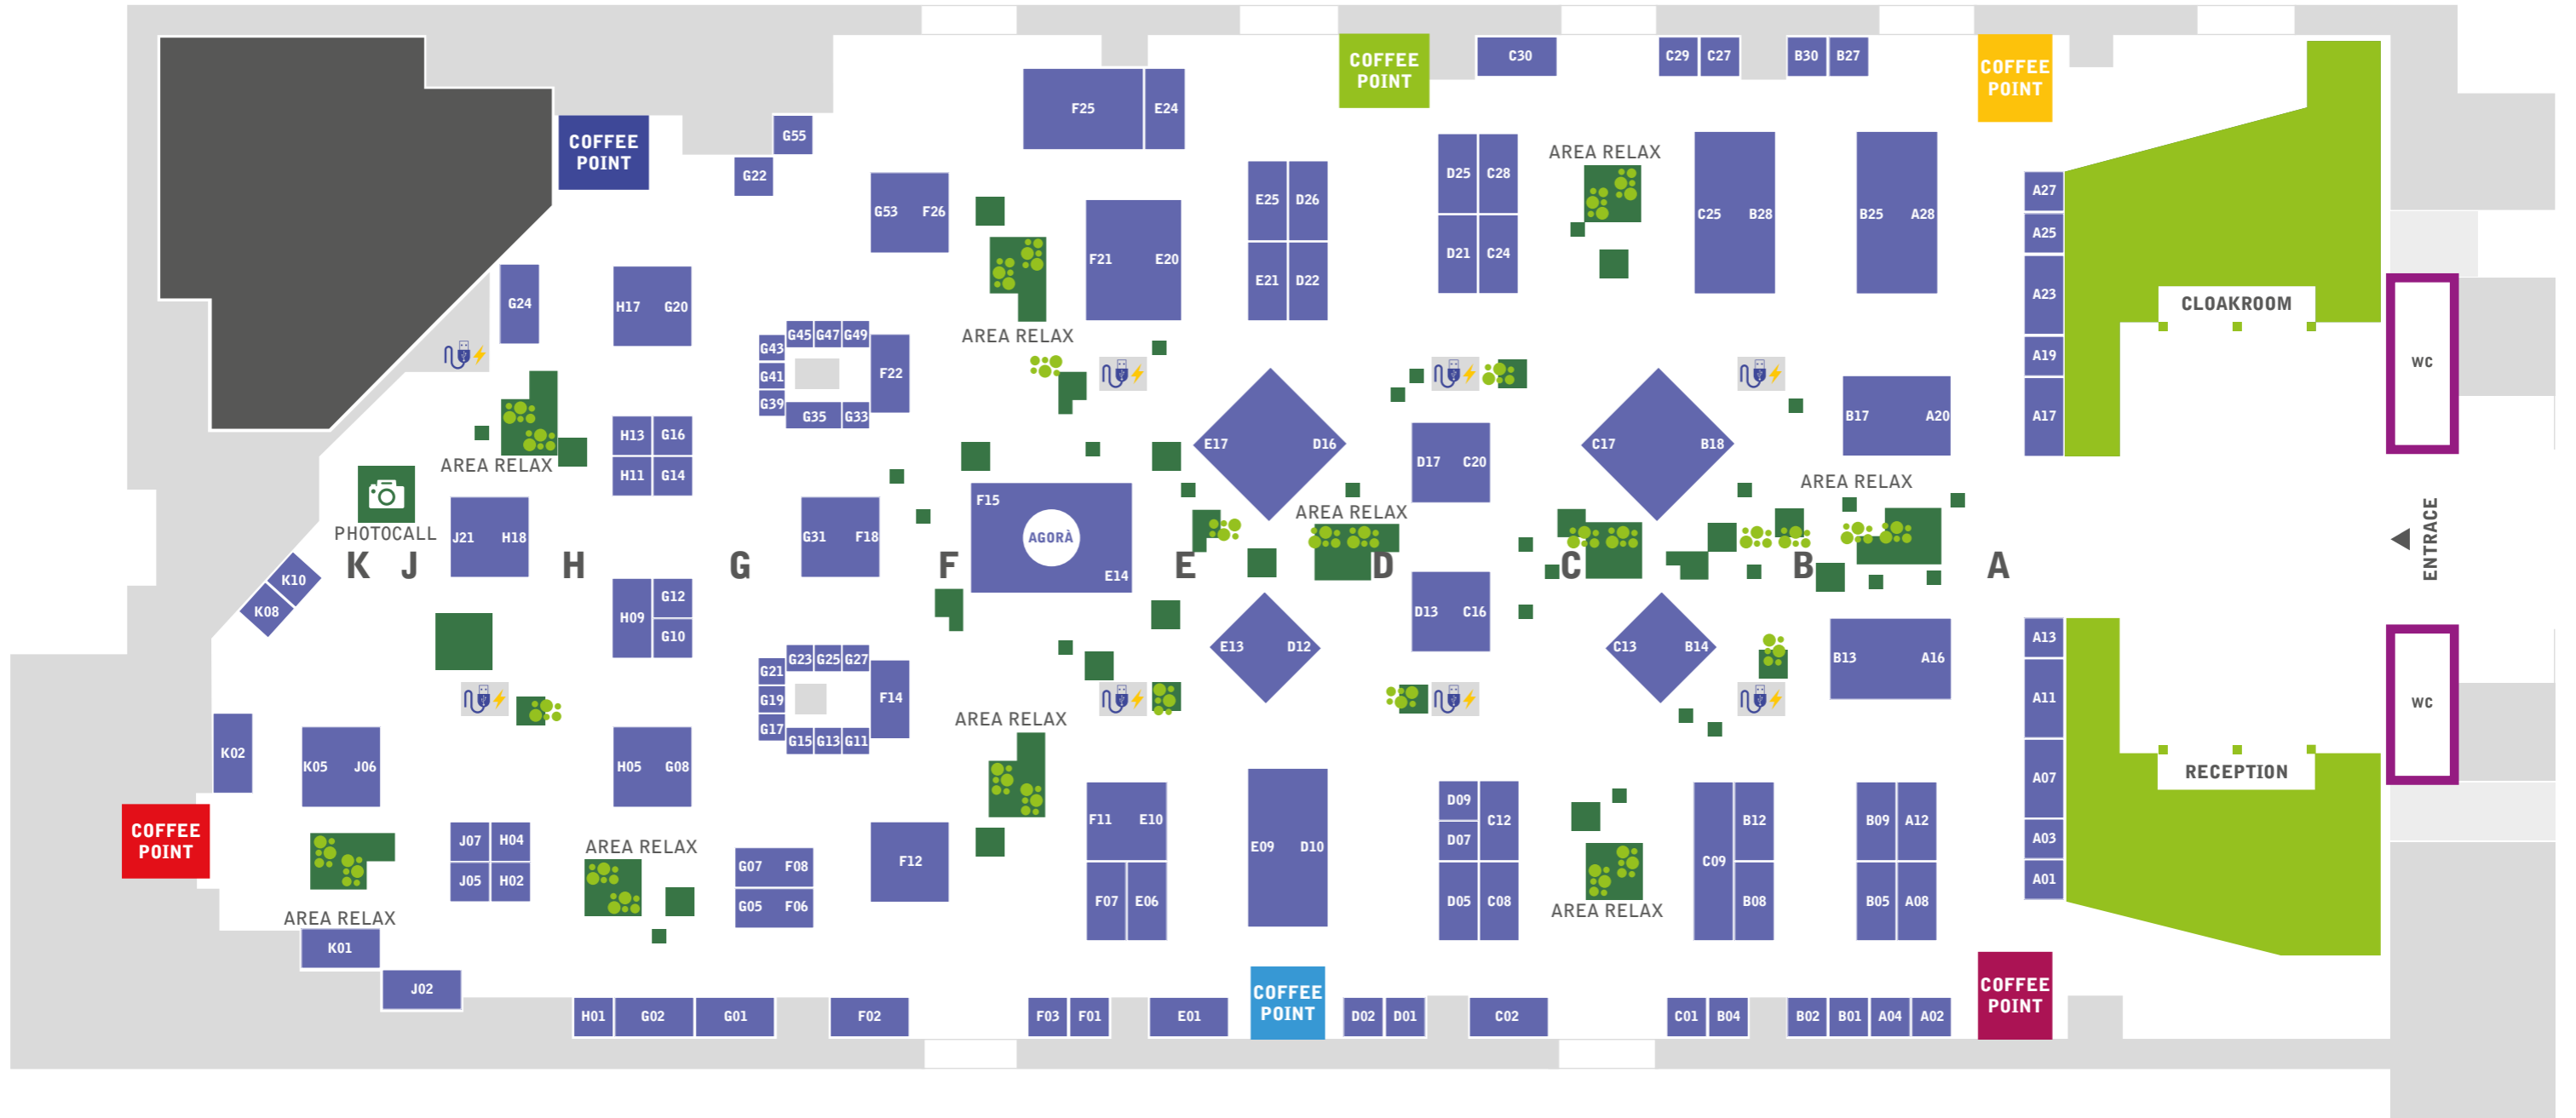 C30
C29
C27
B30
B27
COFFEE
POINT
COFFEE
POINT
F25
E24
G55
COFFEE
POINT
G22
AREA RELAX
D25
C28
A27
E25
D26
G53
F26
C25
B28
B25
A28
A25
D21
C24
F21
E20
E21
D22
A23
CLOAKROOM
G24
H17
G20
AREA RELAX
G45
G47
G49
G43
A19
WC
G41
F22
G39
G35
G33
B17
A20
A17
H13
G16
E17
D16
C17
B18
AREA RELAX
D17
C20
H11
G14
AREA RELAX
F15
AREA RELAX
PHOTOCALL
J21
H18
G31
F18
AGORÀ
ENTRACE
K
J
H
G
F
E
D
C
B
A
E14
K10
K08
G12
H09
G10
D13
C16
A13
E13
D12
C13
B14
B13
A16
G23
G25
G27
G21
G19
F14
A11
WC
G17
AREA RELAX
G15
G13
G11
K02
K05
J06
H05
G08
A07
RECEPTION
COFFEE
POINT
D09
C12
D07
F11
E10
B12
B09
A12
J07
H04
AREA RELAX
E09
D10
A03
G07
F08
F12
C09
J05
H02
A01
G05
F06
F07
E06
D05
C08
B08
B05
A08
AREA RELAX
AREA RELAX
K01
J02
COFFEE
POINT
COFFEE
POINT
H01
G02
G01
F02
F03
F01
E01
D02
D01
C02
C01
B04
B02
B01
A04
A02